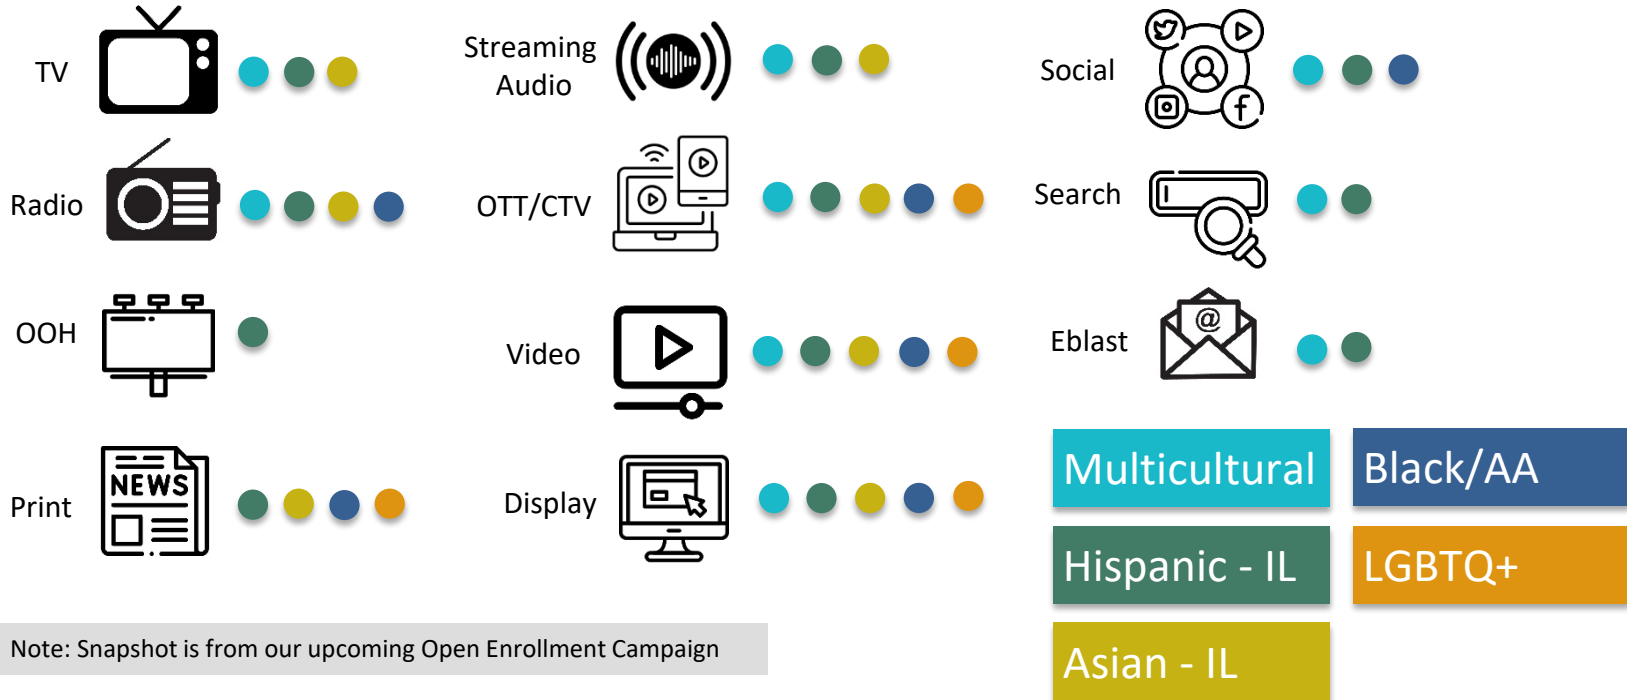 TV
Radio
OOH
Print
NEWS
Streaming
Audio
OTT/CTV
Video
Display
Social
f
Search
Eblast
@
Multicultural
Black/AA
Hispanic - IL
LGBTQ+
Asian - IL
Note: Snapshot is from our upcoming Open Enrollment Campaign